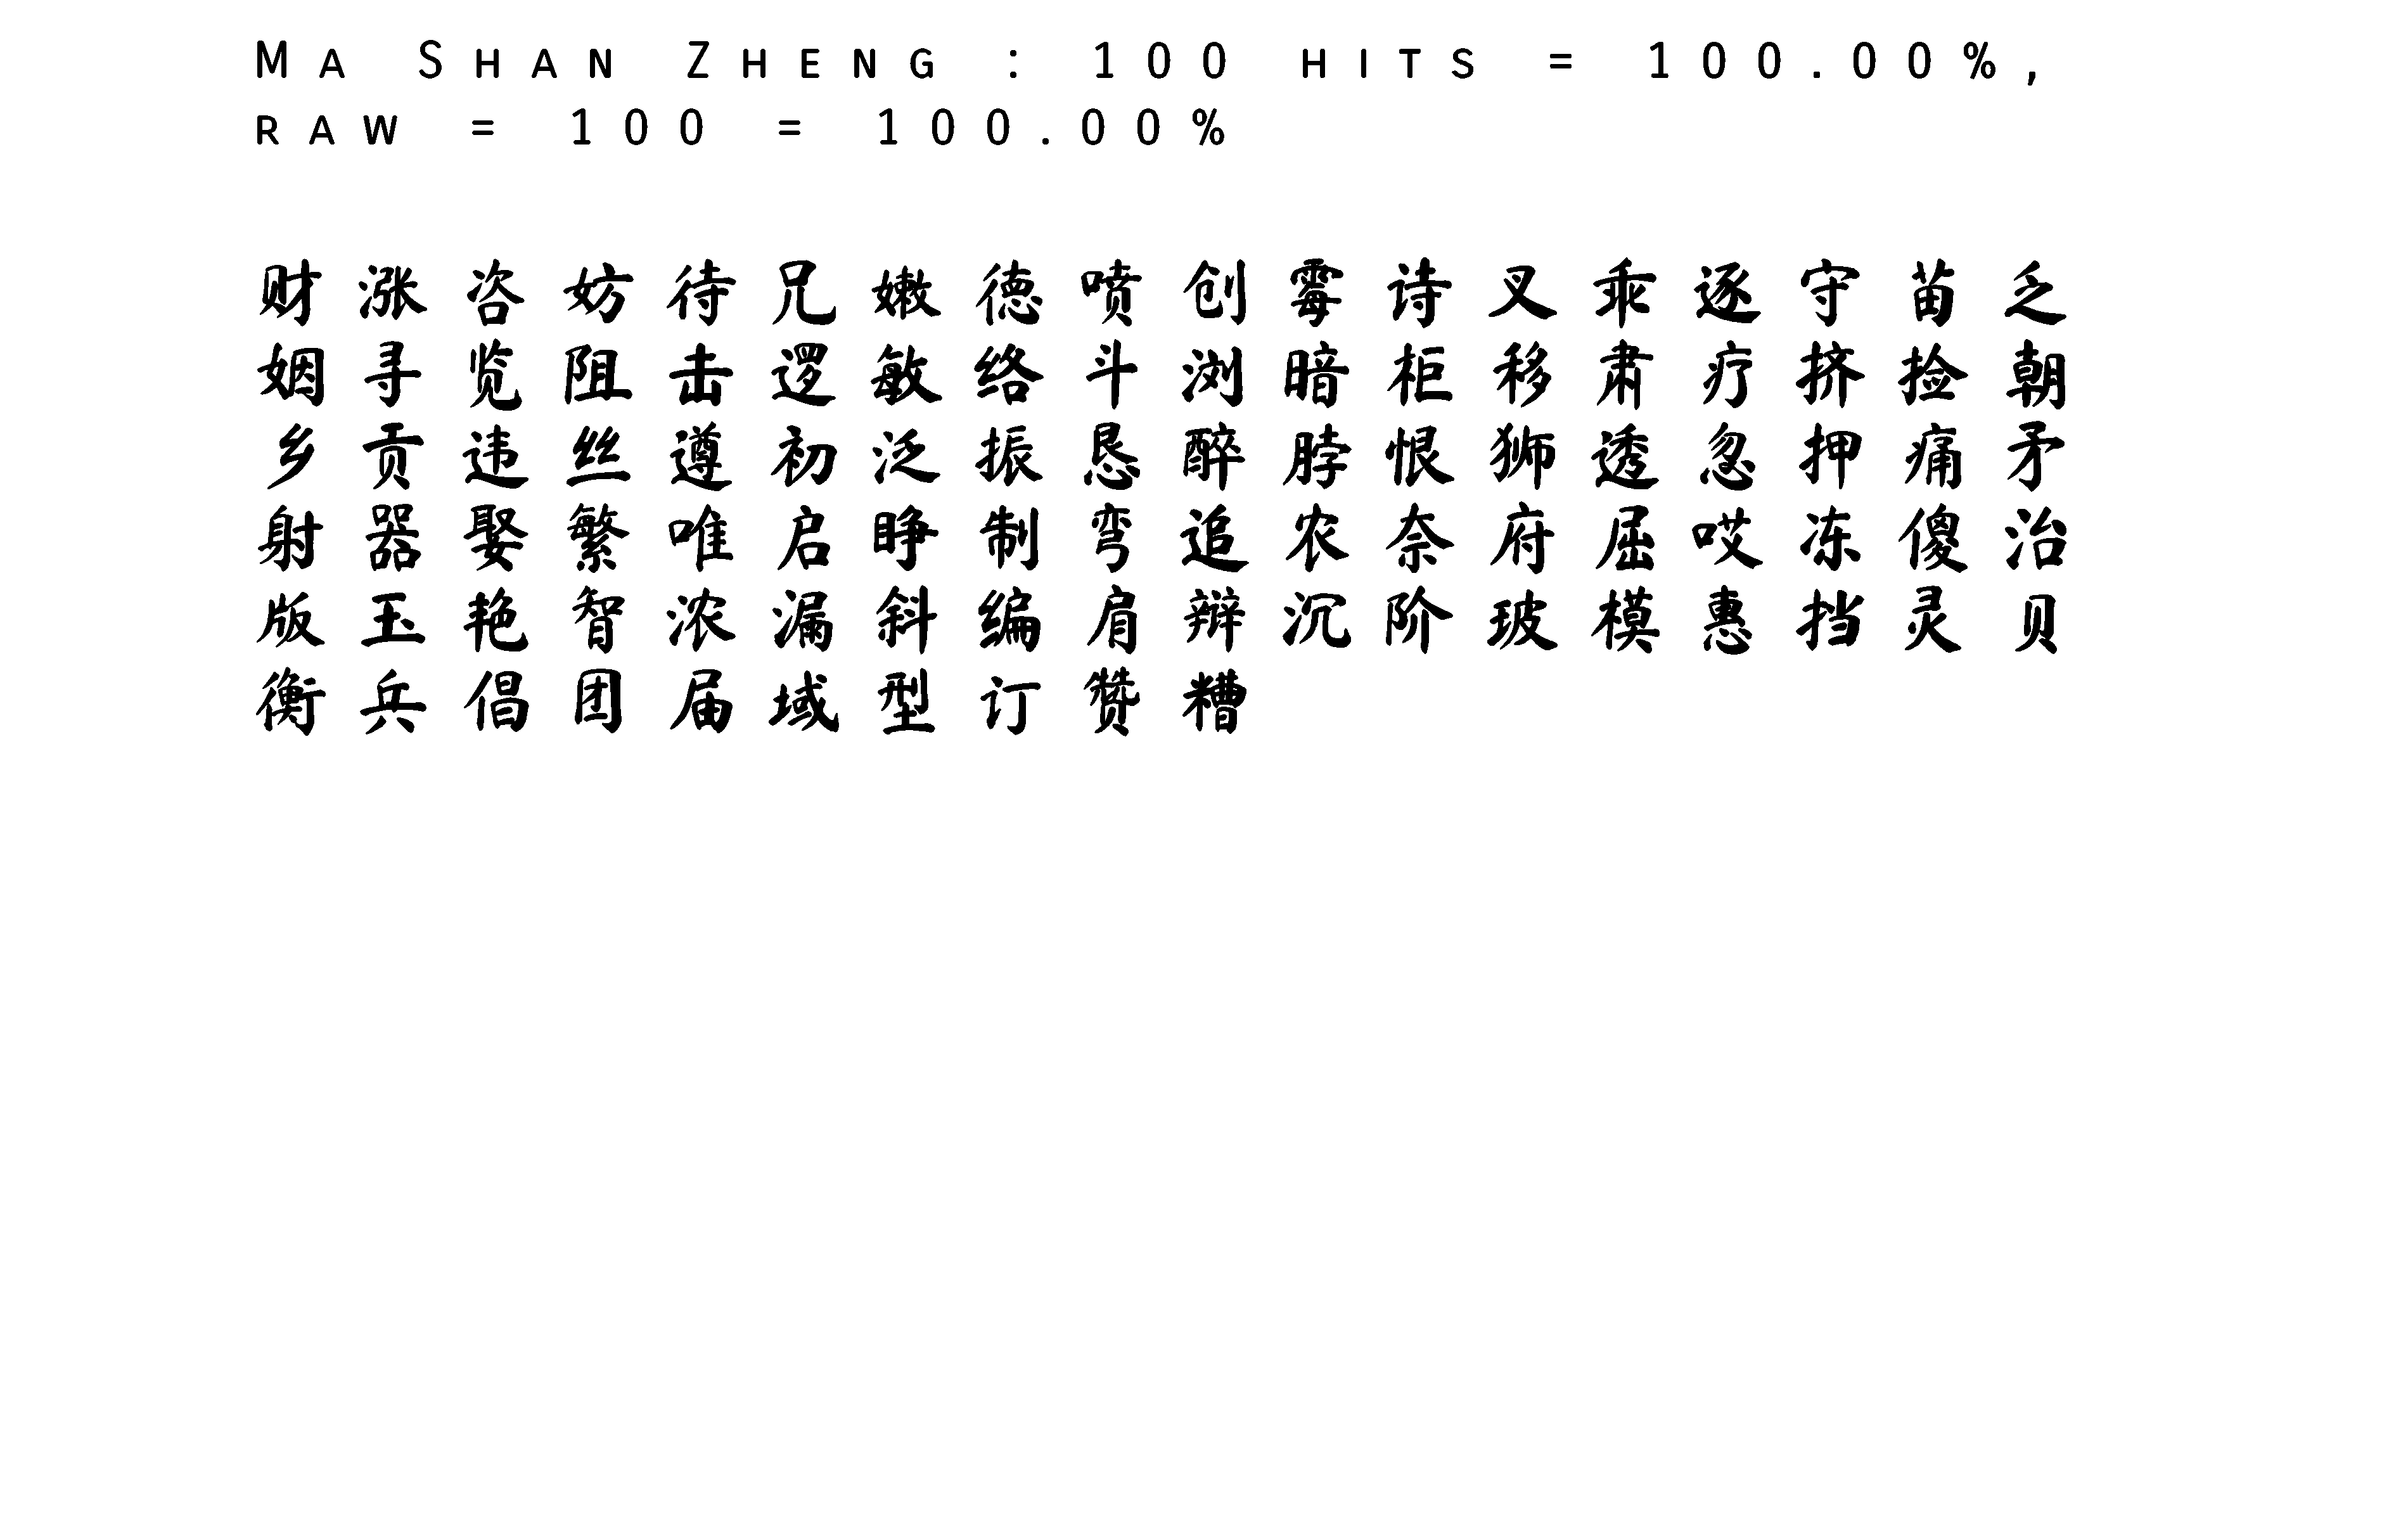 Ma Shan Zheng : 100 hits = 100.00%,
raw = 100 = 100.00%
财涨咨妨待兄嫩德喷创霉诗叉乖逐守苗乏
姻寻览阻击逻敏络斗浏暗柜移肃疗挤捡朝
乡贡违丝遵初泛振恳醉脖恨狮透忽押痛矛
射器娶繁唯启睁制弯追农奈府屈哎冻傻治
版玉艳智浓漏斜编肩辩沉阶玻模惠挡灵贝
衡兵倡团届域型订赞糟